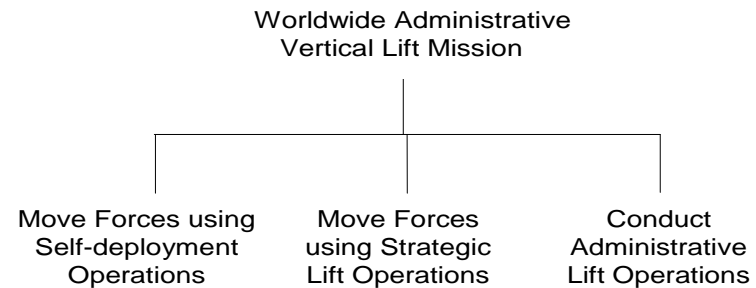 Worldwide Administrative
Vertical Lift Mission
Move Forces using
Self-deployment
Operations
Move Forces
using Strategic
Lift Operations
Conduct
Administrative
Lift Operations